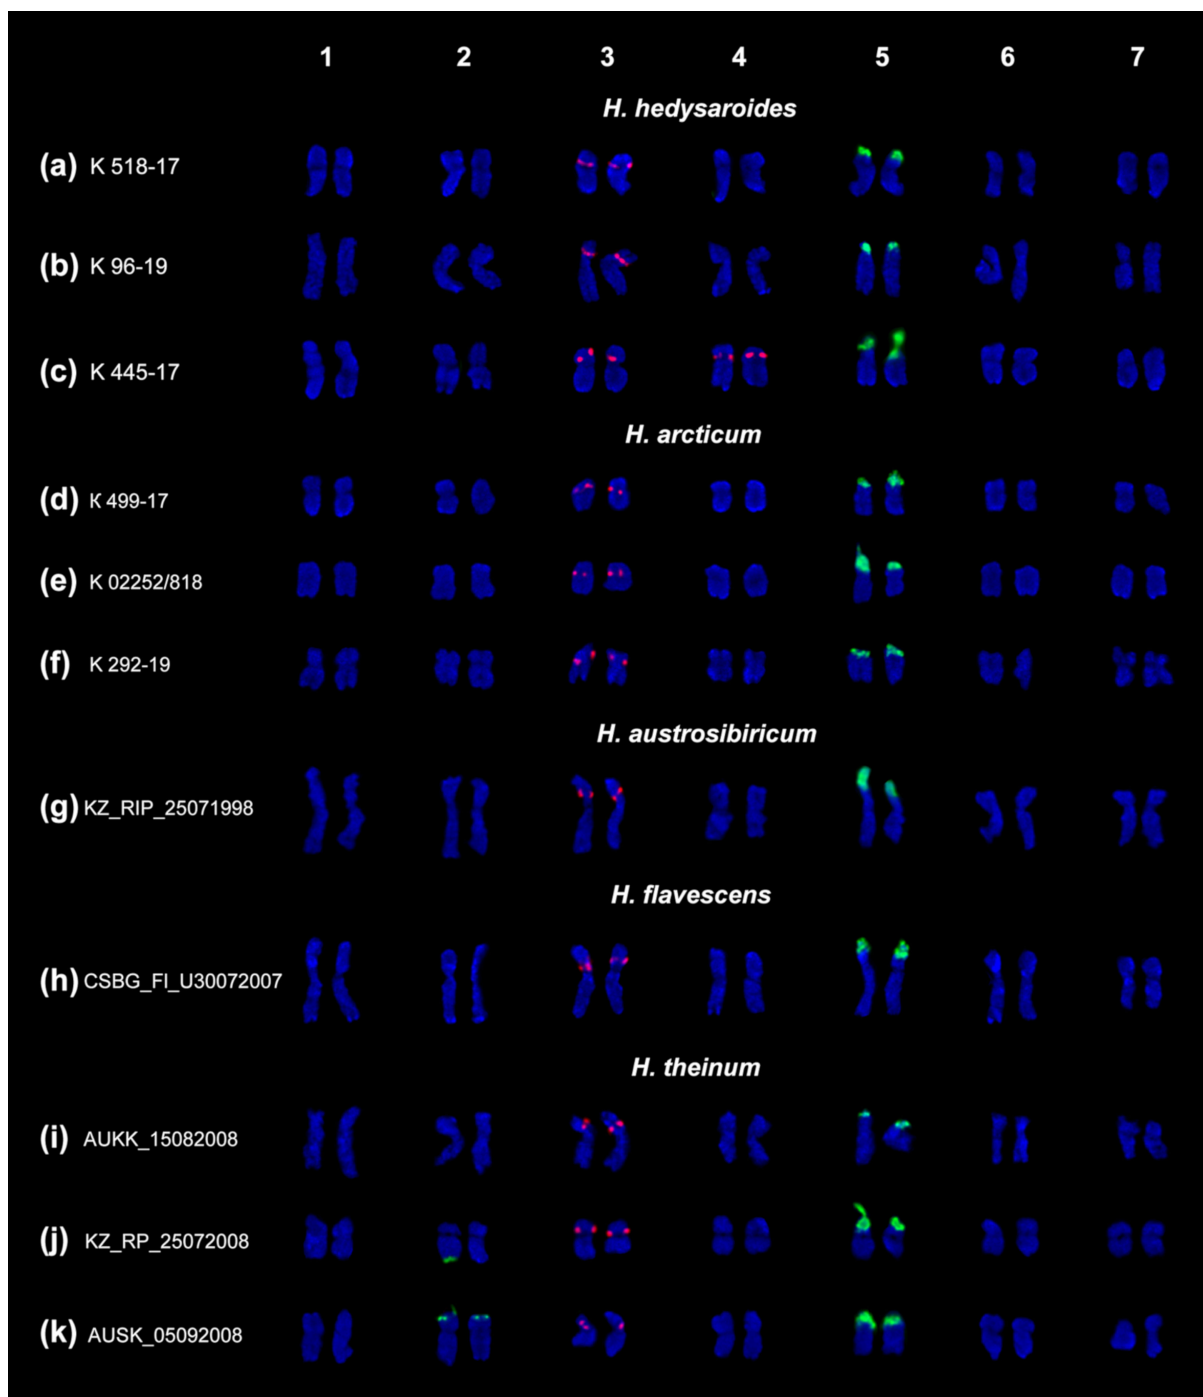 1 2 3 4 5 6 7
H. hedysaroides
(a) K 518-17
(b) K 96-19
(c) K 445-17
H. arcticum
(d) K 499-17
(e) K 02252/818
(f) K 292-19
H. austrosibiricum
(g) KZ_RIP_25071998
H. flavescens
(h) CSBG_FI_U30072007
H. theinum
(i) AUKK_15082008
(j) KZ_RP_25072008
(k) AUSK_05092008